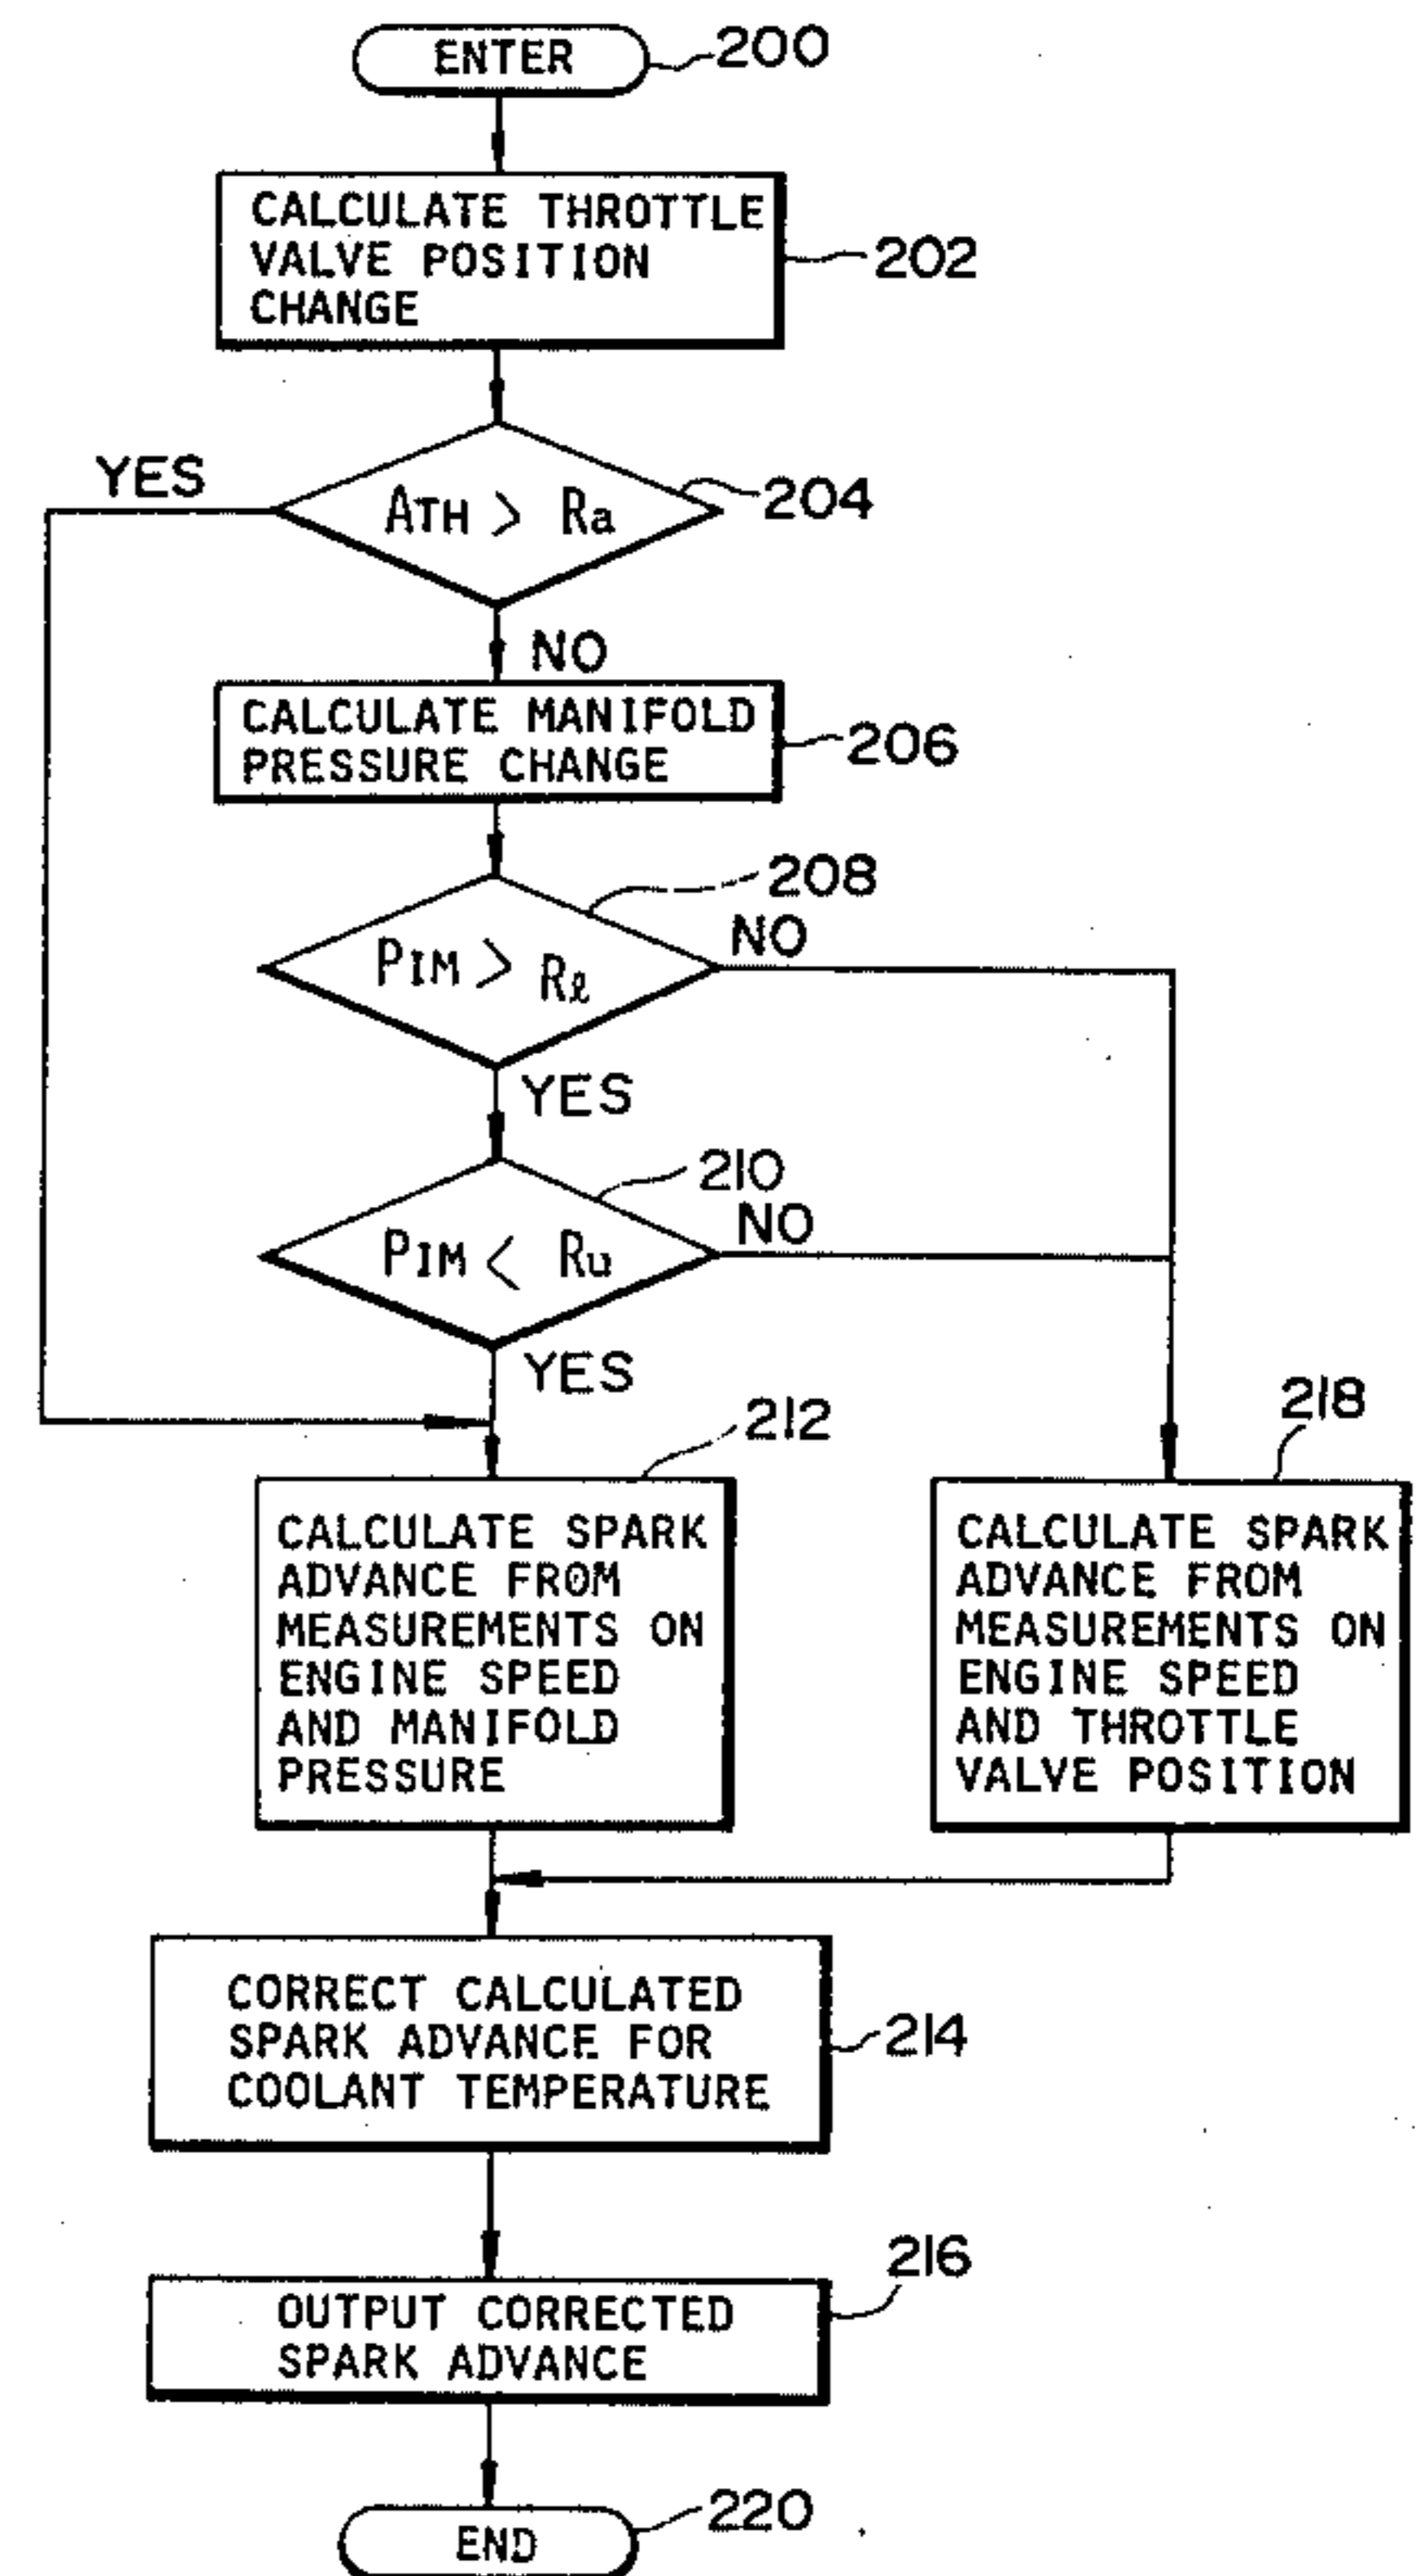 ENTER
200
CALCULATE THROTTLE
VALVE POSITION
CHANGE
202
YES
ATH > Ra
204
NO
CALCULATE MANIFOLD
PRESSURE CHANGE
206
208
PIM > Rℓ
NO
YES
210
PIM < Ru
NO
YES
212
CALCULATE SPARK
ADVANCE FROM
MEASUREMENTS ON
ENGINE SPEED
AND MANIFOLD
PRESSURE
218
CALCULATE SPARK
ADVANCE FROM
MEASUREMENTS ON
ENGINE SPEED
AND THROTTLE
VALVE POSITION
CORRECT CALCULATED
SPARK ADVANCE FOR
COOLANT TEMPERATURE
214
216
OUTPUT CORRECTED
SPARK ADVANCE
220
END